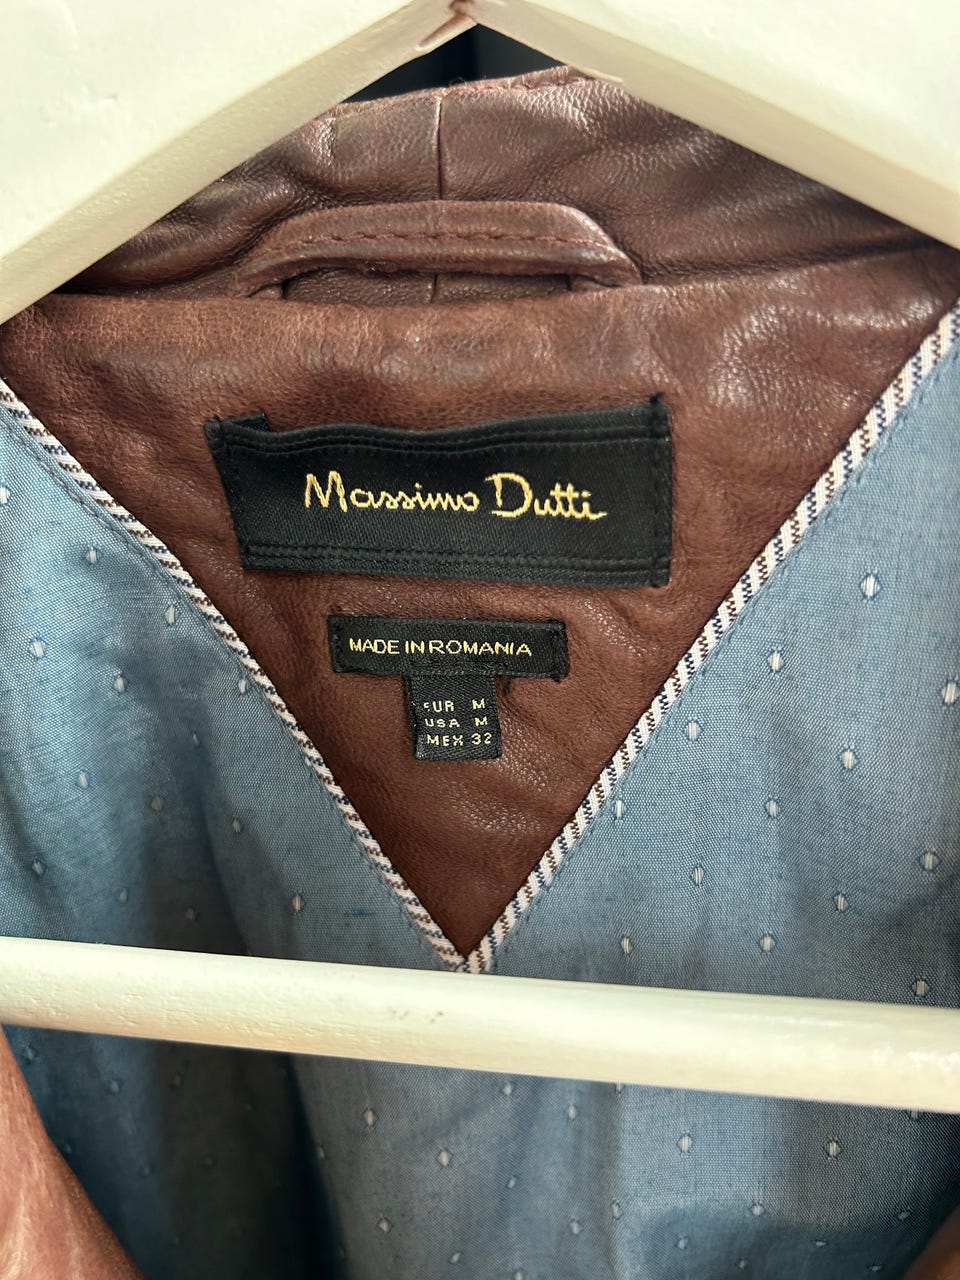 Massimo Dutti
MADE IN ROMANIA
EUR M
USA M
MEX 32